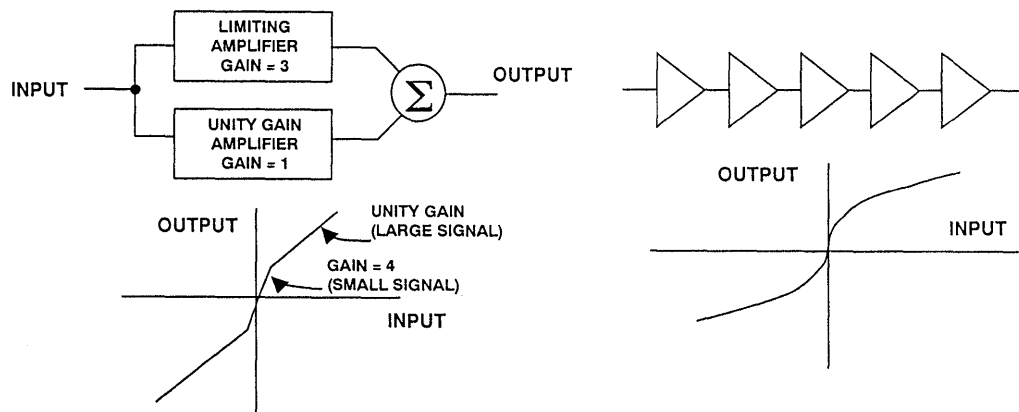 LIMITING
AMPLIFIER
GAIN = 3
INPUT
Σ
OUTPUT
UNITY GAIN
AMPLIFIER
GAIN = 1
OUTPUT
UNITY GAIN
(LARGE SIGNAL)
GAIN = 4
(SMALL SIGNAL)
INPUT
OUTPUT
INPUT